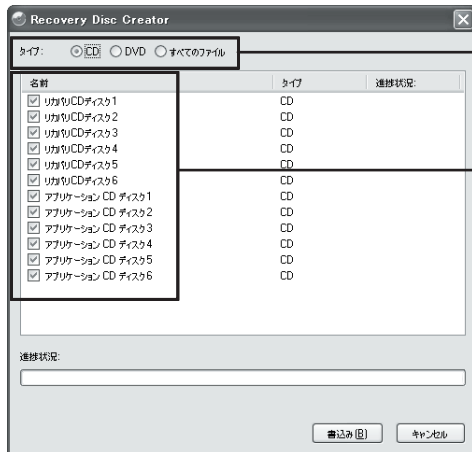 Recovery Disc Creator
タイプ: CD DVD すべてのファイル
名前 タイプ 進捗状況:
リカバリCDディスク1 CD
リカバリCDディスク2 CD
リカバリCDディスク3 CD
リカバリCDディスク4 CD
リカバリCDディスク5 CD
リカバリCDディスク6 CD
アプリケーション CD ディスク1 CD
アプリケーション CD ディスク2 CD
アプリケーション CD ディスク3 CD
アプリケーション CD ディスク4 CD
アプリケーション CD ディスク5 CD
アプリケーション CD ディスク6 CD
進捗状況:
書込み(B) キャンセル